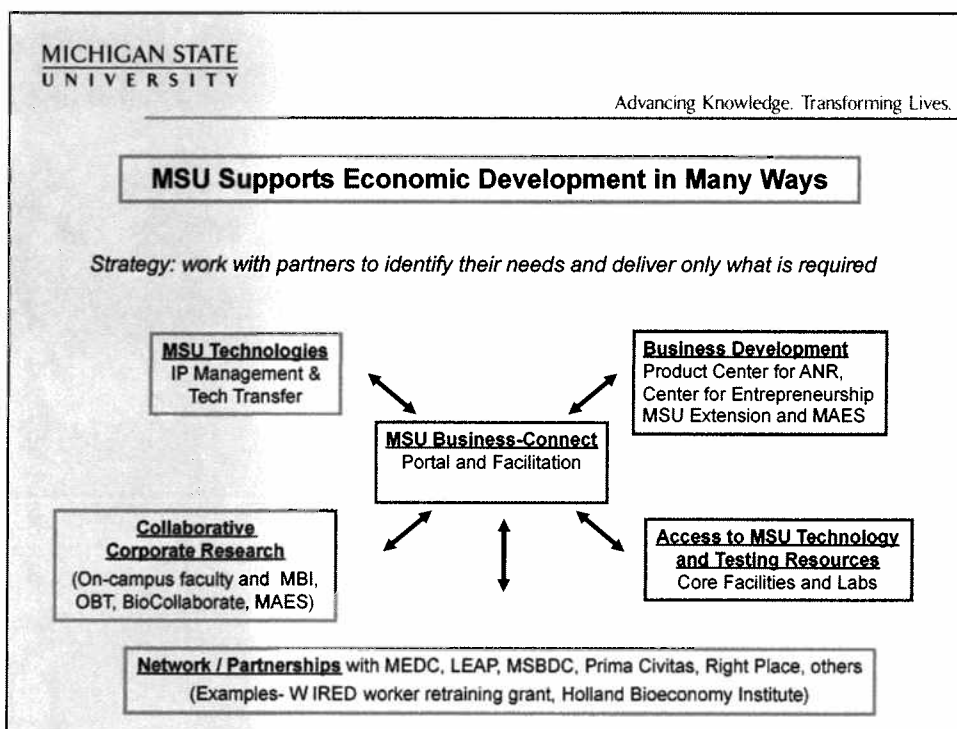 MICHIGAN STATE
UNIVERSITY
Advancing Knowledge. Transforming Lives.
MSU Supports Economic Development in Many Ways
Strategy: work with partners to identify their needs and deliver only what is required
MSU Technologies
IP Management &
Tech Transfer
Business Development
Product Center for ANR,
Center for Entrepreneurship
MSU Extension and MAES
MSU Business-Connect
Portal and Facilitation
Collaborative
Corporate Research
(On-campus faculty and MBI,
OBT, BioCollaborate, MAES)
Access to MSU Technology
and Testing Resources
Core Facilities and Labs
Network / Partnerships with MEDC, LEAP, MSBDC, Prima Civitas, Right Place, others
(Examples- W IRED worker retraining grant, Holland Bioeconomy Institute)